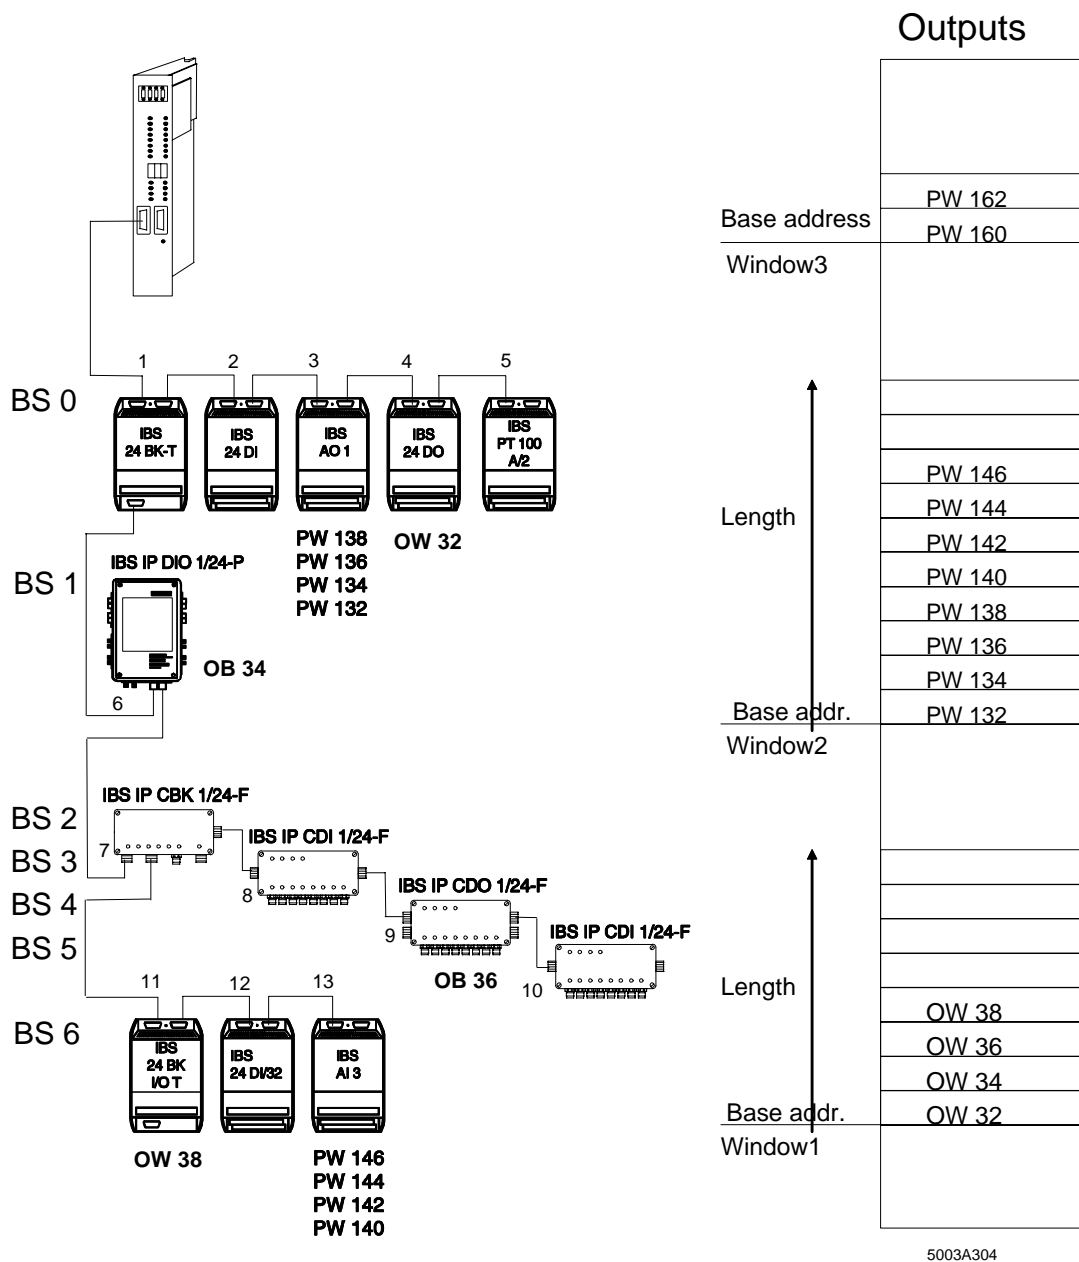 Outputs
PW 162
Base address
PW 160
Window3
1 2 3 4 5
BS 0
IBS
24 BK-T
IBS
24 DI
IBS
AO 1
IBS
24 DO
IBS
PT 100
A/2
PW 138
PW 136
PW 134
PW 132
OW 32
BS 1
IBS IP DIO 1/24-P
OB 34
6
Length
PW 146
PW 144
PW 142
PW 140
PW 138
PW 136
PW 134
PW 132
Base addr.
Window2
BS 2
BS 3
BS 4
BS 5
IBS IP CBK 1/24-F
7
IBS IP CDI 1/24-F
8
IBS IP CDO 1/24-F
9
OB 36
IBS IP CDI 1/24-F
10
11 12 13
BS 6
IBS
24 BK
I/O T
IBS
24 DI/32
IBS
AI 3
OW 38
PW 146
PW 144
PW 142
PW 140
Length
OW 38
OW 36
OW 34
OW 32
Base addr.
Window1
5003A304